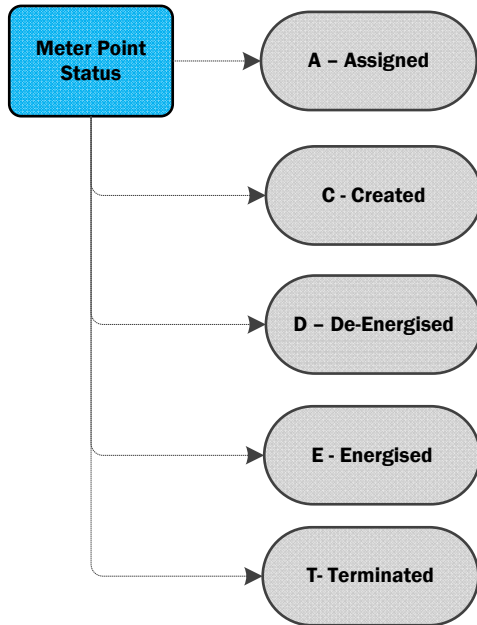 Meter Point
Status
A – Assigned
C - Created
D – De-Energised
E - Energised
T- Terminated